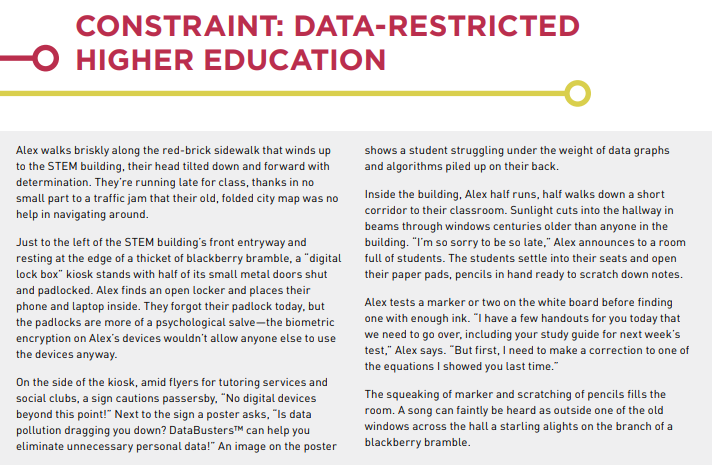 CONSTRAINT: DATA-RESTRICTED
HIGHER EDUCATION
Alex walks briskly along the red-brick sidewalk that winds up
to the STEM building, their head tilted down and forward with
determination. They’re running late for class, thanks in no
small part to a traffic jam that their old, folded city map was no
help in navigating around.
Just to the left of the STEM building’s front entryway and
resting at the edge of a thicket of blackberry bramble, a “digital
lock box” kiosk stands with half of its small metal doors shut
and padlocked. Alex finds an open locker and places their
phone and laptop inside. They forgot their padlock today, but
the padlocks are more of a psychological salve—the biometric
encryption on Alex’s devices wouldn’t allow anyone else to use
the devices anyway.
On the side of the kiosk, amid flyers for tutoring services and
social clubs, a sign cautions passersby, “No digital devices
beyond this point!” Next to the sign a poster asks, “Is data
pollution dragging you down? DataBusters™ can help you
eliminate unnecessary personal data!” An image on the poster
shows a student struggling under the weight of data graphs
and algorithms piled up on their back.
Inside the building, Alex half runs, half walks down a short
corridor to their classroom. Sunlight cuts into the hallway in
beams through windows centuries older than anyone in the
building. “I’m so sorry to be so late,” Alex announces to a room
full of students. The students settle into their seats and open
their paper pads, pencils in hand ready to scratch down notes.
Alex tests a marker or two on the white board before finding
one with enough ink. “I have a few handouts for you today that
we need to go over, including your study guide for next week’s
test,” Alex says. “But first, I need to make a correction to one of
the equations I showed you last time.”
The squeaking of marker and scratching of pencils fills the
room. A song can faintly be heard as outside one of the old
windows across the hall a starling alights on the branch of a
blackberry bramble.